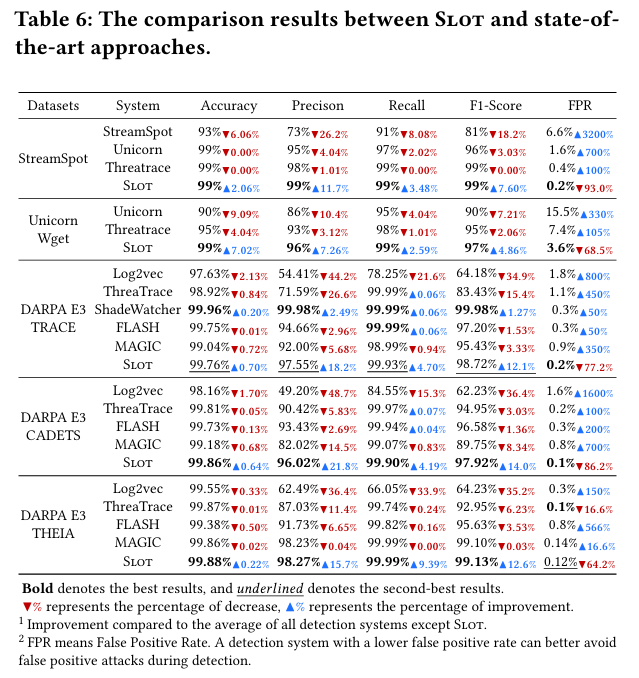 Table 6: The comparison results between SLOT and state-of-
the-art approaches.
Datasets System Accuracy Precison Recall F1-Score FPR
StreamSpot
StreamSpot 93%▼6.06% 73%▼26.2% 91%▼8.08% 81%▼18.2% 6.6%▲3200%
Unicorn 99%▼0.00% 95%▼4.04% 97%▼2.02% 96%▼3.03% 1.6%▲700%
Threatrace 99%▼0.00% 98%▼1.01% 99%▼0.00% 99%▼0.00% 0.4%▲100%
SLOT 99%▲2.06% 99%▲11.7% 99%▲3.48% 99%▲7.60% 0.2%▼93.0%
Unicorn
Wget
Unicorn 90%▼9.09% 86%▼10.4% 95%▼4.04% 90%▼7.21% 15.5%▲330%
Threatrace 95%▼4.04% 93%▼3.12% 98%▼1.01% 95%▼2.06% 7.4%▲105%
SLOT 99%▲7.02% 96%▲7.26% 99%▲2.59% 97%▲4.86% 3.6%▼68.5%
DARPA E3
TRACE
Log2vec 97.63%▼2.13% 54.41%▼44.2% 78.25%▼21.6% 64.18%▼34.9% 1.8%▲800%
ThreaTrace 98.92%▼0.84% 71.59%▼26.6% 99.99%▲0.06% 83.43%▼15.4% 1.1%▲450%
ShadeWatcher 99.96%▲0.20% 99.98%▲2.49% 99.99%▲0.06% 99.98%▲1.27% 0.3%▲50%
FLASH 99.75%▼0.01% 94.66%▼2.96% 99.99%▲0.06% 97.20%▼1.53% 0.3%▲50%
MAGIC 99.04%▼0.72% 92.00%▼5.68% 98.99%▼0.94% 95.43%▼3.33% 0.9%▲350%
SLOT 99.76%▲0.70% 97.55%▲18.2% 99.93%▲4.70% 98.72%▲12.1% 0.2%▼77.2%
DARPA E3
CADETS
Log2vec 98.16%▼1.70% 49.20%▼48.7% 84.55%▼15.3% 62.23%▼36.4% 1.6%▲1600%
ThreaTrace 99.81%▼0.05% 90.42%▼5.83% 99.97%▲0.07% 94.95%▼3.03% 0.2%▲100%
FLASH 99.73%▼0.13% 93.43%▼2.69% 99.94%▲0.04% 96.58%▼1.36% 0.3%▲200%
MAGIC 99.18%▼0.68% 82.02%▼14.5% 99.07%▼0.83% 89.75%▼8.34% 0.8%▲700%
SLOT 99.86%▲0.64% 96.02%▲21.8% 99.90%▲4.19% 97.92%▲14.0% 0.1%▼86.2%
DARPA E3
THEIA
Log2vec 99.55%▼0.33% 62.49%▼36.4% 66.05%▼33.9% 64.23%▼35.2% 0.3%▲150%
ThreaTrace 99.87%▼0.01% 87.03%▼11.4% 99.74%▼0.24% 92.95%▼6.23% 0.1%▼16.6%
FLASH 99.38%▼0.50% 91.73%▼6.65% 99.82%▼0.16% 95.63%▼3.53% 0.8%▲566%
MAGIC 99.86%▼0.02% 98.23%▼0.04% 99.99%▼0.00% 99.10%▼0.03% 0.14%▲16.6%
SLOT 99.88%▲0.22% 98.27%▲15.7% 99.99%▲9.39% 99.13%▲12.6% 0.12%▼64.2%
Bold denotes the best results, and underlined denotes the second-best results.
▼% represents the percentage of decrease, ▲% represents the percentage of improvement.
1 Improvement compared to the average of all detection systems except SLOT.
2 FPR means False Positive Rate. A detection system with a lower false positive rate can better avoid
false positive attacks during detection.